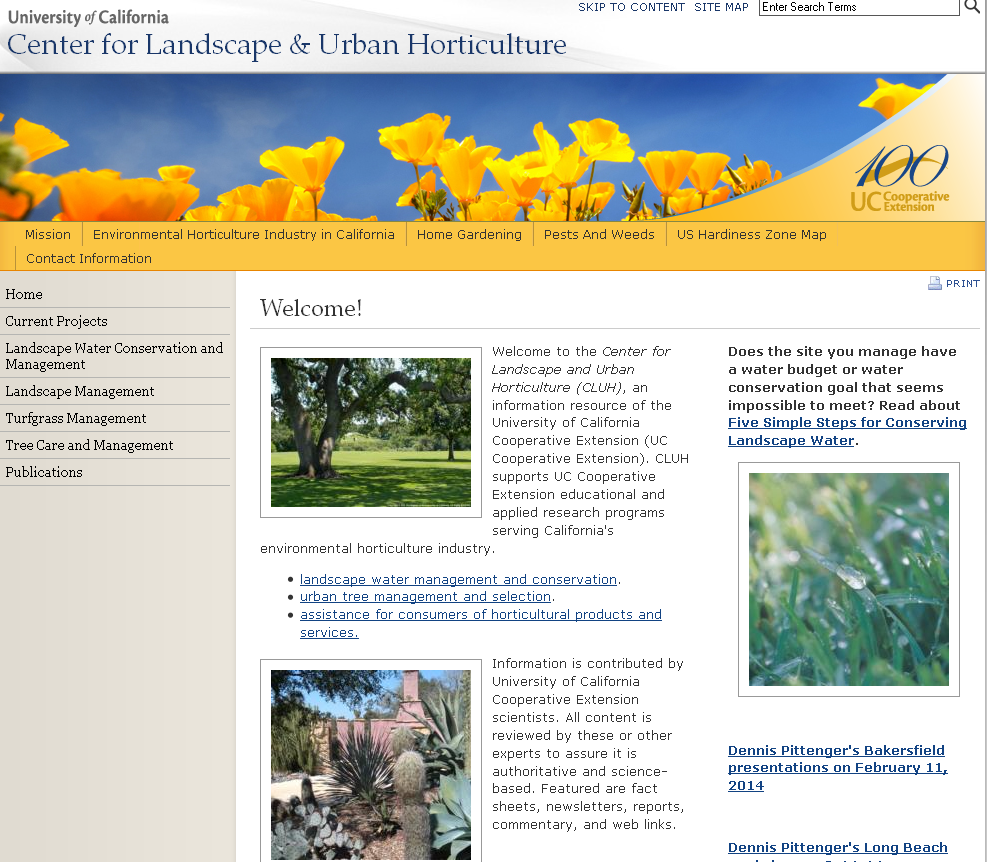 SKIP TO CONTENT SITE MAP Enter Search Terms
University of California
Center for Landscape & Urban Horticulture
100
UC Cooperative
Extension
Mission Environmental Horticulture Industry in California Home Gardening Pests And Weeds US Hardiness Zone Map
Contact Information
PRINT
Home
Current Projects
Landscape Water Conservation and
Management
Landscape Management
Turfgrass Management
Tree Care and Management
Publications
Welcome!
Welcome to the Center for
Landscape and Urban
Horticulture (CLUH), an
information resource of the
University of California
Cooperative Extension (UC
Cooperative Extension). CLUH
supports UC Cooperative
Extension educational and
applied research programs
serving California's
environmental horticulture industry.
• landscape water management and conservation.
• urban tree management and selection.
• assistance for consumers of horticultural products and
services.
Information is contributed by
University of California
Cooperative Extension
scientists. All content is
reviewed by these or other
experts to assure it is
authoritative and science-
based. Featured are fact
sheets, newsletters, reports,
commentary, and web links.
Does the site you manage have
a water budget or water
conservation goal that seems
impossible to meet? Read about
Five Simple Steps for Conserving
Landscape Water.
Dennis Pittenger's Bakersfield
presentations on February 11,
2014
Dennis Pittenger's Long Beach